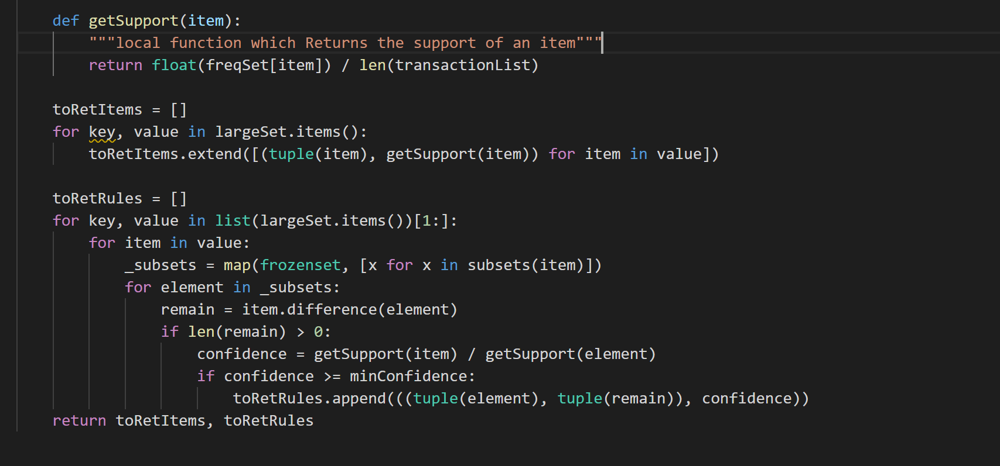 def getSupport(item):
"""local function which Returns the support of an item"""
return float(freqSet[item]) / len(transactionList)
toRetItems = []
for key, value in largeSet.items():
toRetItems.extend([(tuple(item), getSupport(item)) for item in value])
toRetRules = []
for key, value in list(largeSet.items())[1:]:
for item in value:
_subsets = map(frozenset, [x for x in subsets(item)])
for element in _subsets:
remain = item.difference(element)
if len(remain) > 0:
confidence = getSupport(item) / getSupport(element)
if confidence >= minConfidence:
toRetRules.append(((tuple(element), tuple(remain)), confidence))
return toRetItems, toRetRules